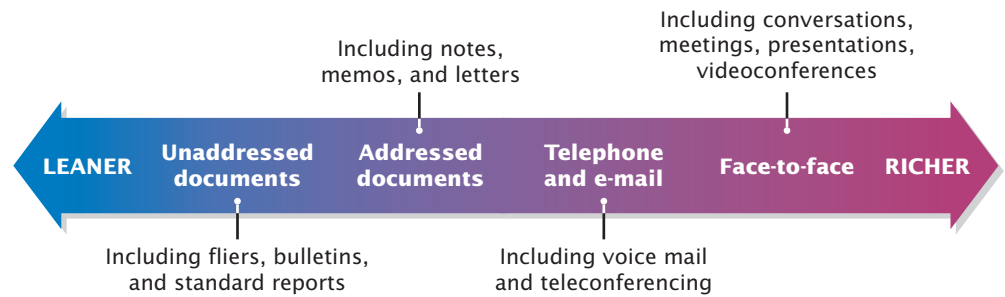 Including conversations,
meetings, presentations,
videoconferences
Including notes,
memos, and letters
LEANER
Unaddressed
documents
Addressed
documents
Telephone
and e-mail
Face-to-face
RICHER
Including fliers, bulletins,
and standard reports
Including voice mail
and teleconferencing